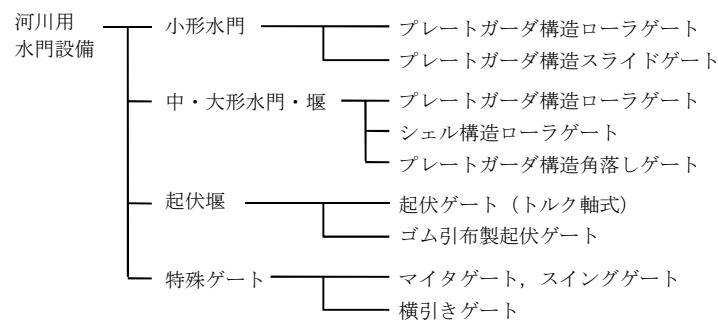 河川用
水門設備
小形水門
プレートガーダ構造ローラゲート
プレートガーダ構造スライドゲート
中・大形水門・堰
プレートガーダ構造ローラゲート
シェル構造ローラゲート
プレートガーダ構造角落しゲート
起伏堰
起伏ゲート（トルク軸式）
ゴム引布製起伏ゲート
特殊ゲート
マイタゲート，スイングゲート
横引きゲート